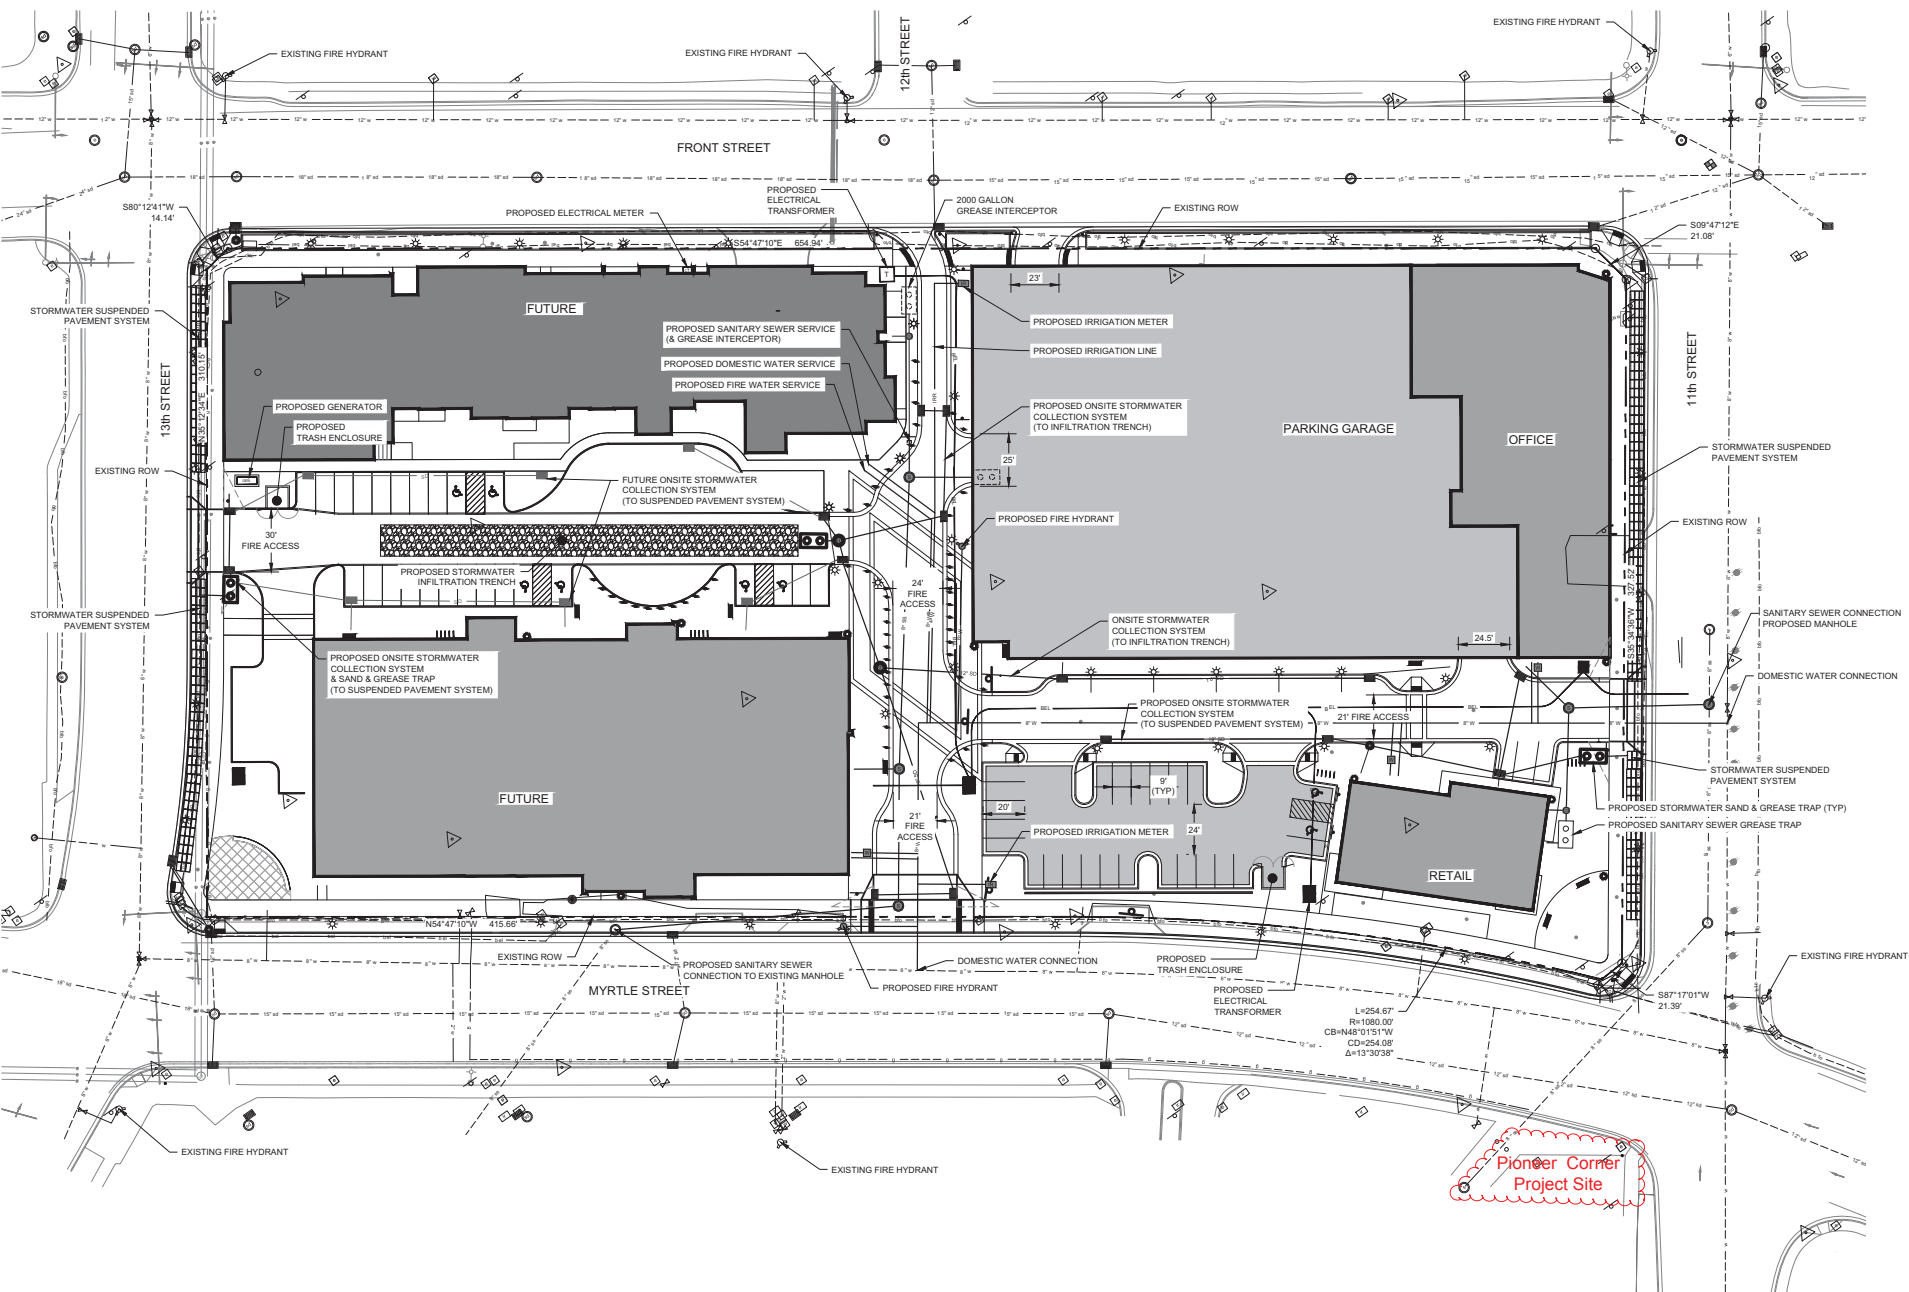 EXISTING FIRE HYDRANT
EXISTING FIRE HYDRANT
12th STREET
EXISTING FIRE HYDRANT
FRONT STREET
S80°12'41"W
14.14'
PROPOSED ELECTRICAL METER
PROPOSED
ELECTRICAL
TRANSFORMER
2000 GALLON
GREASE INTERCEPTOR
EXISTING ROW
S09°47'12"E
21.08'
S54°47'10"E 654.94'
T
23'
STORMWATER SUSPENDED
PAVEMENT SYSTEM
FUTURE
PROPOSED SANITARY SEWER SERVICE
(& GREASE INTERCEPTOR)
PROPOSED DOMESTIC WATER SERVICE
PROPOSED FIRE WATER SERVICE
PROPOSED IRRIGATION METER
PROPOSED IRRIGATION LINE
13th STREET
N35°12'34"E 310.15'
11th STREET
PROPOSED GENERATOR
PROPOSED
TRASH ENCLOSURE
IRR
PROPOSED ONSITE STORMWATER
COLLECTION SYSTEM
(TO INFILTRATION TRENCH)
PARKING GARAGE
OFFICE
STORMWATER SUSPENDED
PAVEMENT SYSTEM
EXISTING ROW
25'
FUTURE ONSITE STORMWATER
COLLECTION SYSTEM
(TO SUSPENDED PAVEMENT SYSTEM)
PROPOSED FIRE HYDRANT
EXISTING ROW
30'
FIRE ACCESS
PROPOSED STORMWATER
INFILTRATION TRENCH
24'
FIRE
ACCESS
STORMWATER SUSPENDED
PAVEMENT SYSTEM
ONSITE STORMWATER
COLLECTION SYSTEM
(TO INFILTRATION TRENCH)
24.5'
S35°34'36"W 327.52'
SANITARY SEWER CONNECTION
PROPOSED MANHOLE
DOMESTIC WATER CONNECTION
PROPOSED ONSITE STORMWATER
COLLECTION SYSTEM
& SAND & GREASE TRAP
(TO SUSPENDED PAVEMENT SYSTEM)
PROPOSED ONSITE STORMWATER
COLLECTION SYSTEM
(TO SUSPENDED PAVEMENT SYSTEM)
BEL
BEL
BEL
21' FIRE ACCESS
8" W
8" W
8" W
8" W
STORMWATER SUSPENDED
PAVEMENT SYSTEM
FUTURE
9'
(TYP)
20'
24'
21'
FIRE
ACCESS
PROPOSED IRRIGATION METER
PROPOSED STORMWATER SAND & GREASE TRAP (TYP)
PROPOSED SANITARY SEWER GREASE TRAP
RETAIL
N54°47'10"W 415.66'
EXISTING ROW
PROPOSED SANITARY SEWER
CONNECTION TO EXISTING MANHOLE
DOMESTIC WATER CONNECTION
PROPOSED FIRE HYDRANT
PROPOSED
TRASH ENCLOSURE
PROPOSED
ELECTRICAL
TRANSFORMER
EXISTING FIRE HYDRANT
S87°17'01"W
21.39'
MYRTLE STREET
L=254.67'
R=1080.00'
CB=N48°01'51"W
CD=254.08'
Δ=13°30'38"
EXISTING FIRE HYDRANT
EXISTING FIRE HYDRANT
Pioneer Corner
Project Site